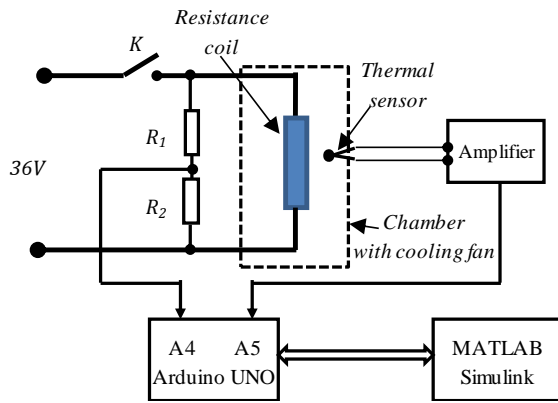 Resistance
coil
K
Thermal
sensor
R1
Amplifier
36V
R2
Chamber
with cooling fan
A4 A5
Arduino UNO
MATLAB
Simulink